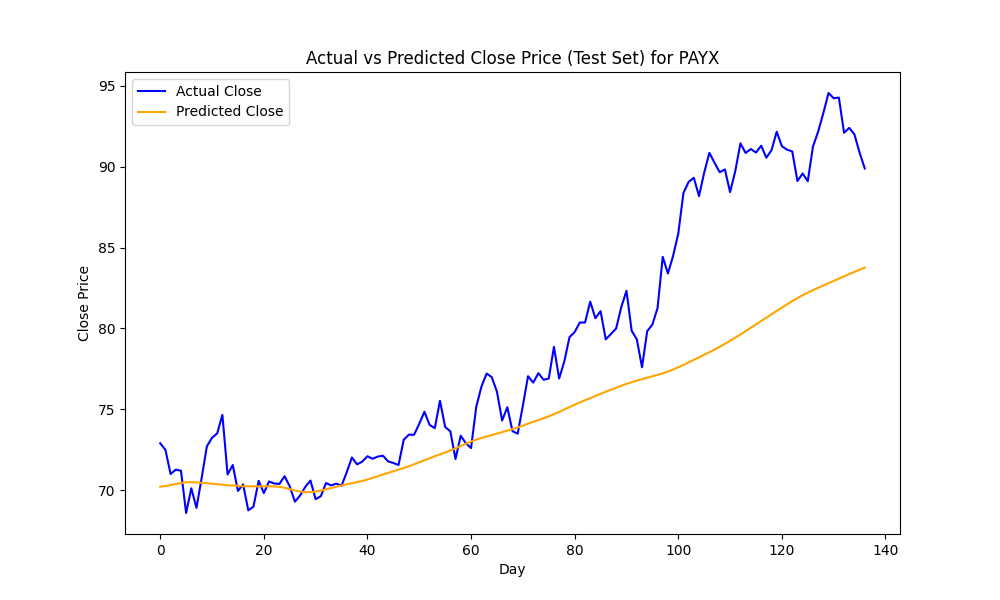 Actual vs Predicted Close Price (Test Set) for PAYX
Actual Close
Predicted Close
Close Price
95
90
85
80
75
70
0 20 40 60 80 100 120 140
Day